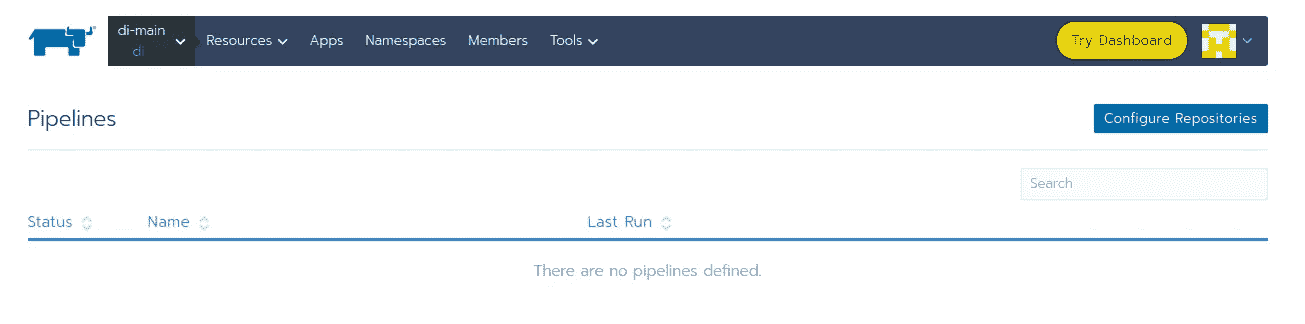 di-main
di
Resources
Apps
Namespaces
Members
Tools
Try Dashboard
Pipelines
Configure Repositories
Search
Status
Name
Last Run
There are no pipelines defined.